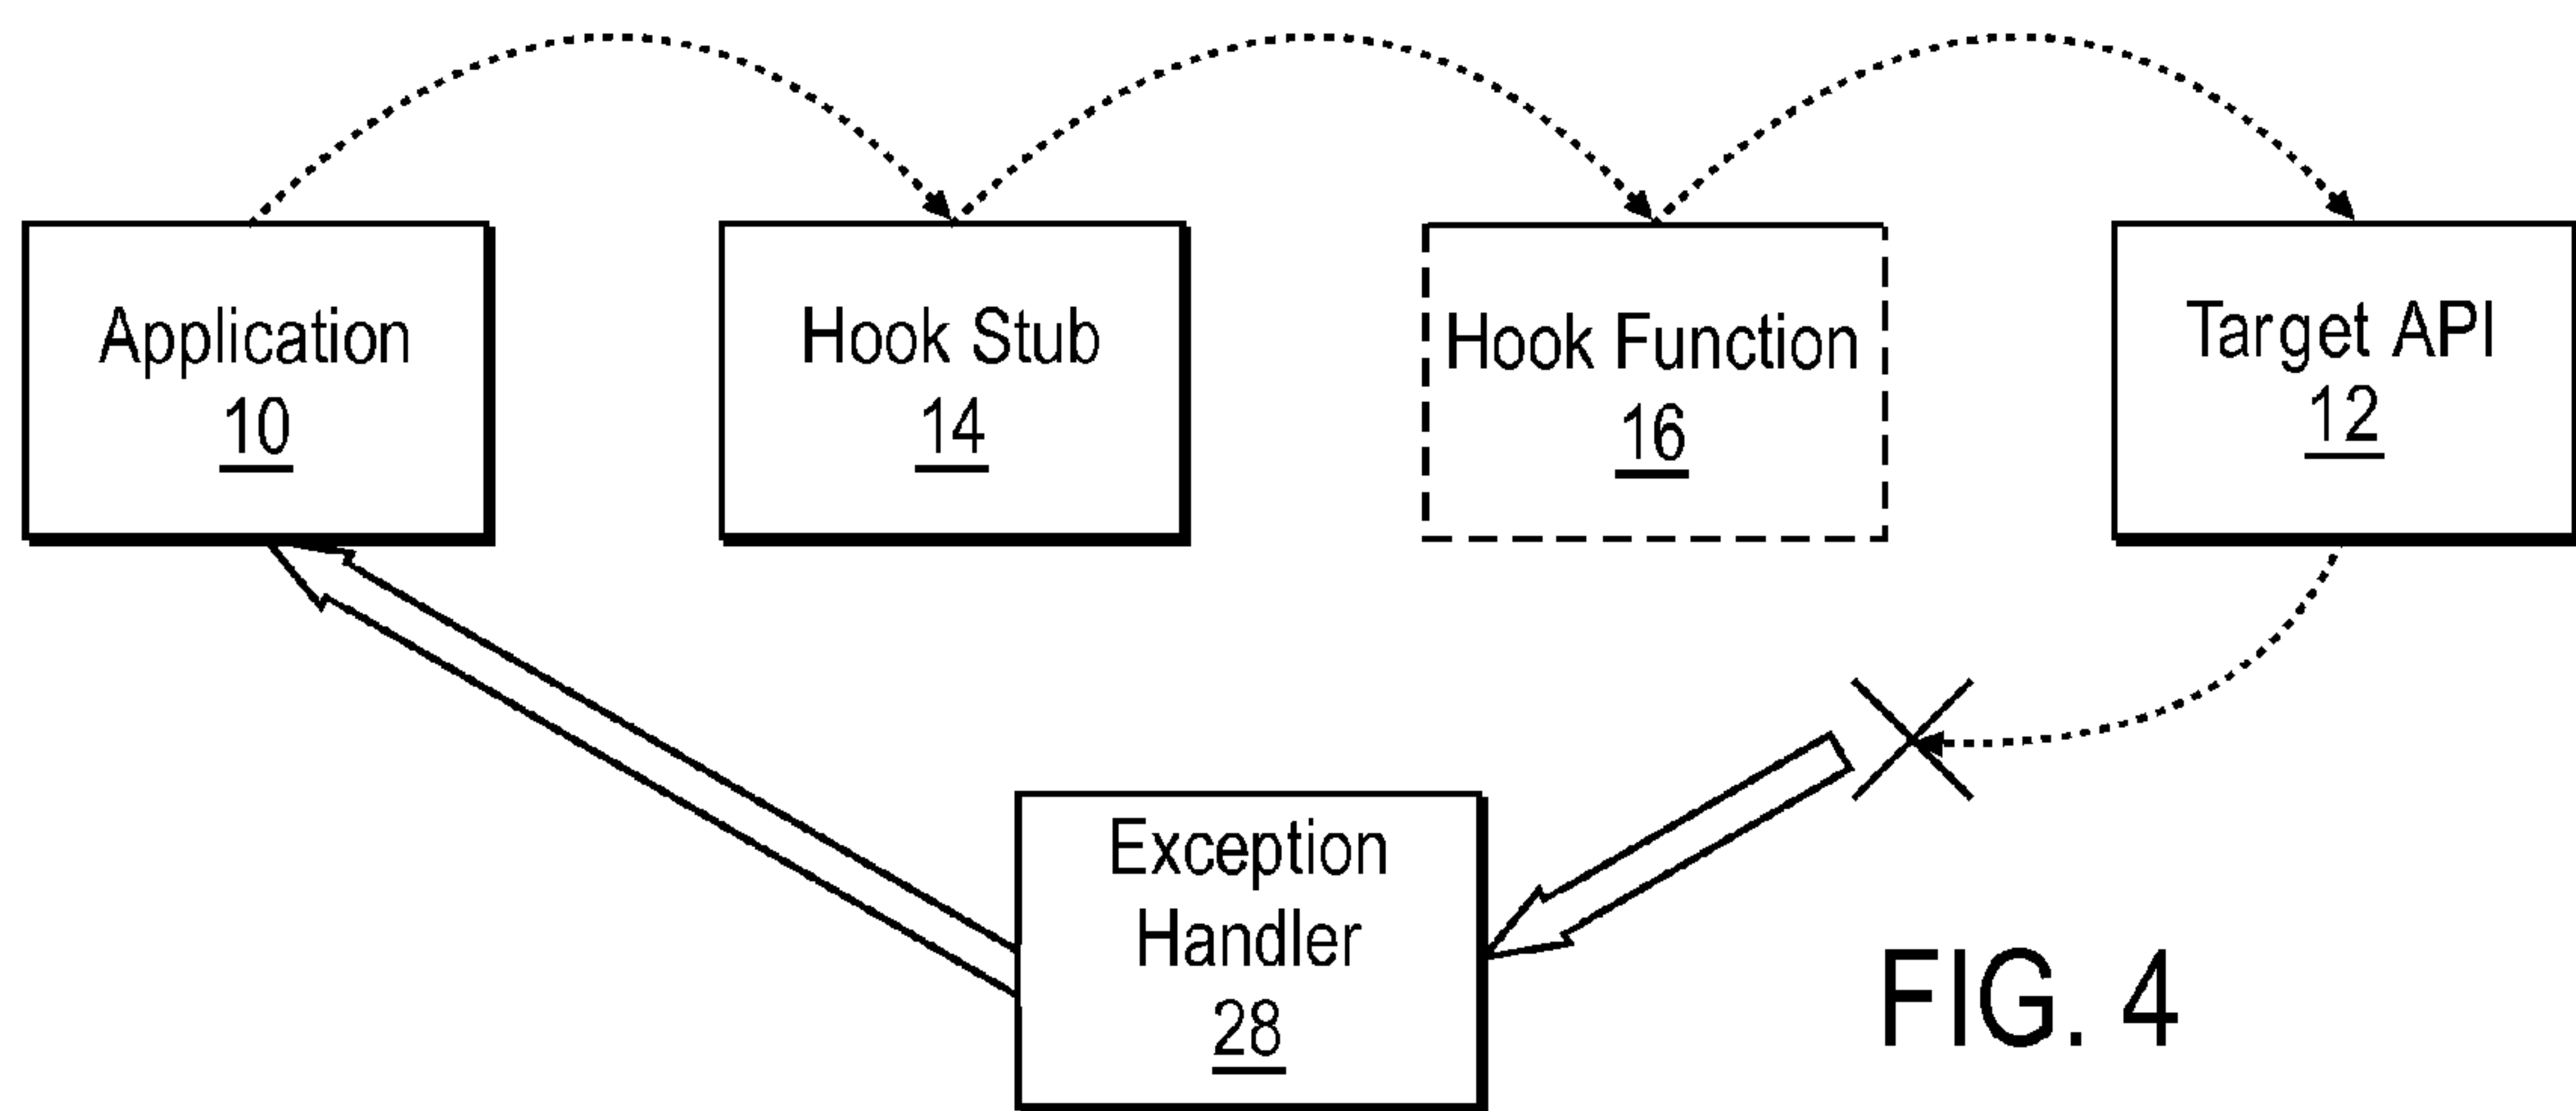 Application
10
Hook Stub
14
Hook Function
16
Target API
12
Exception
Handler
28
FIG. 4